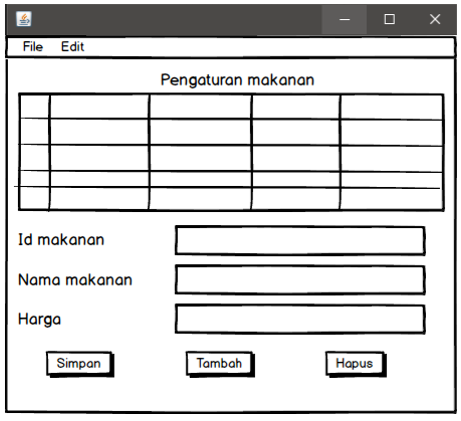 File Edit
Pengaturan makanan
Id makanan
Nama makanan
Harga
Simpan Tambah Hapus